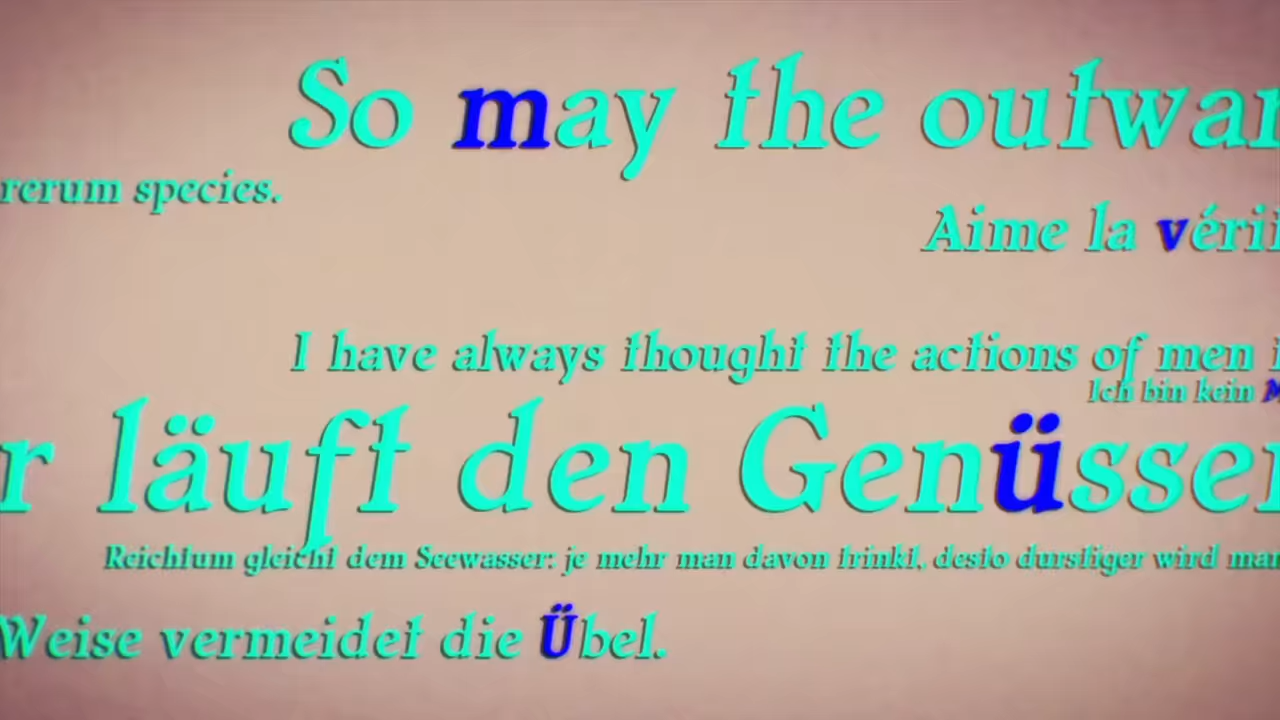 So may the outwar
rerum species.
Aime la véri
I have always thought the actions of men
Ich bin kein M
r läuft den Genüsse
Reichtum gleicht dem Seewasser: je mehr man davon trinkt, desto durstiger wird man
Weise vermeidet die Übel.